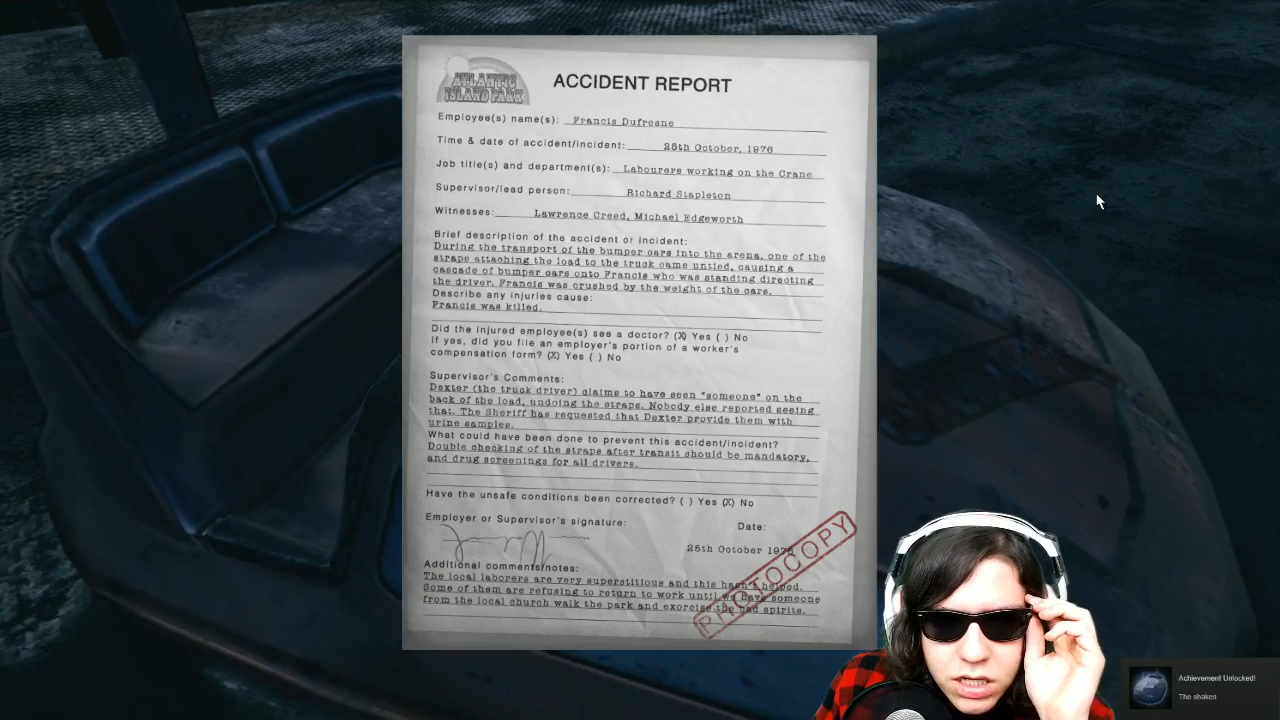 ATLANTIC
ISLAND PARK
ACCIDENT REPORT
Employee(s) name(s): Francis Dufresne
Time & date of accident/incident: 25th October, 1976
Job title(s) and department(s): Labourers working on the Crane
Supervisor/lead person: Richard Stapleton
Witnesses: Lawrence Creed, Michael Edgeworth
Brief description of the accident or incident:
During the transport of the bumper cars into the arena, one of the
straps attaching the load to the truck came untied, causing a
cascade of bumper cars onto Francis who was standing directing
the driver. Francis was crushed by the weight of the cars.
Describe any injuries cause:
Francis was killed.
Did the injured employee(s) see a doctor? (X) Yes ( ) No
If yes, did you file an employer's portion of a worker's
compensation form? (X) Yes ( ) No
Supervisor's Comments:
Dexter (the truck driver) claims to have seen "someone" on the
back of the load, undoing the straps. Nobody else reported seeing
that. The Sheriff has requested that Dexter provide them with
urine samples.
What could have been done to prevent this accident/incident?
Double checking of the straps after transit should be mandatory,
and drug screenings for all drivers.
Have the unsafe conditions been corrected? ( ) Yes (X) No
Employer or Supervisor's signature:
Date:
25th October 1976
Additional comments/notes:
The local laborers are very superstitious and this hasn't helped.
Some of them are refusing to return to work until we have someone
from the local church walk the park and exorcise the bad spirits.
PHOTOCOPY
Achievement Unlocked!
The shakes